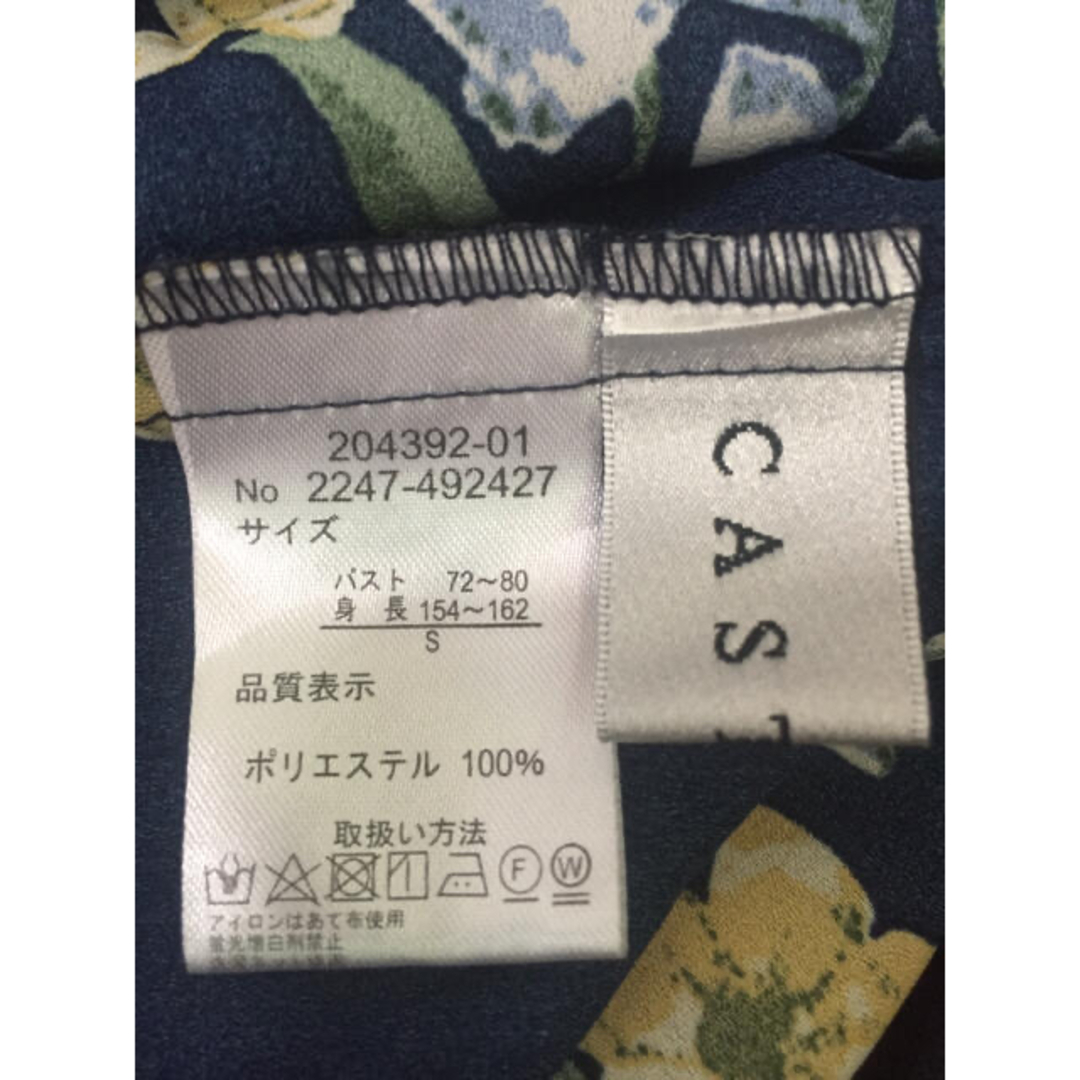 204392-01
No 2247-492427
サイズ
バスト 72~80
身 長 154~162
S
品質表示
ポリエステル 100%
取扱い方法
F W
アイロンはあて布使用
蛍光増白剤禁止
CAS